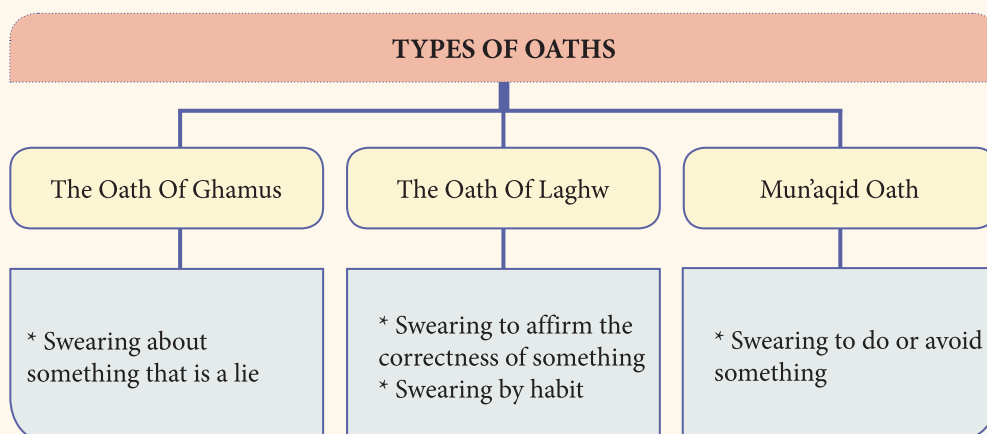 TYPES OF OATHS
The Oath Of Ghamus
The Oath Of Laghw
Mun’aqid Oath
* Swearing about
something that is a lie
* Swearing to affirm the
correctness of something
* Swearing by habit
* Swearing to do or avoid
something